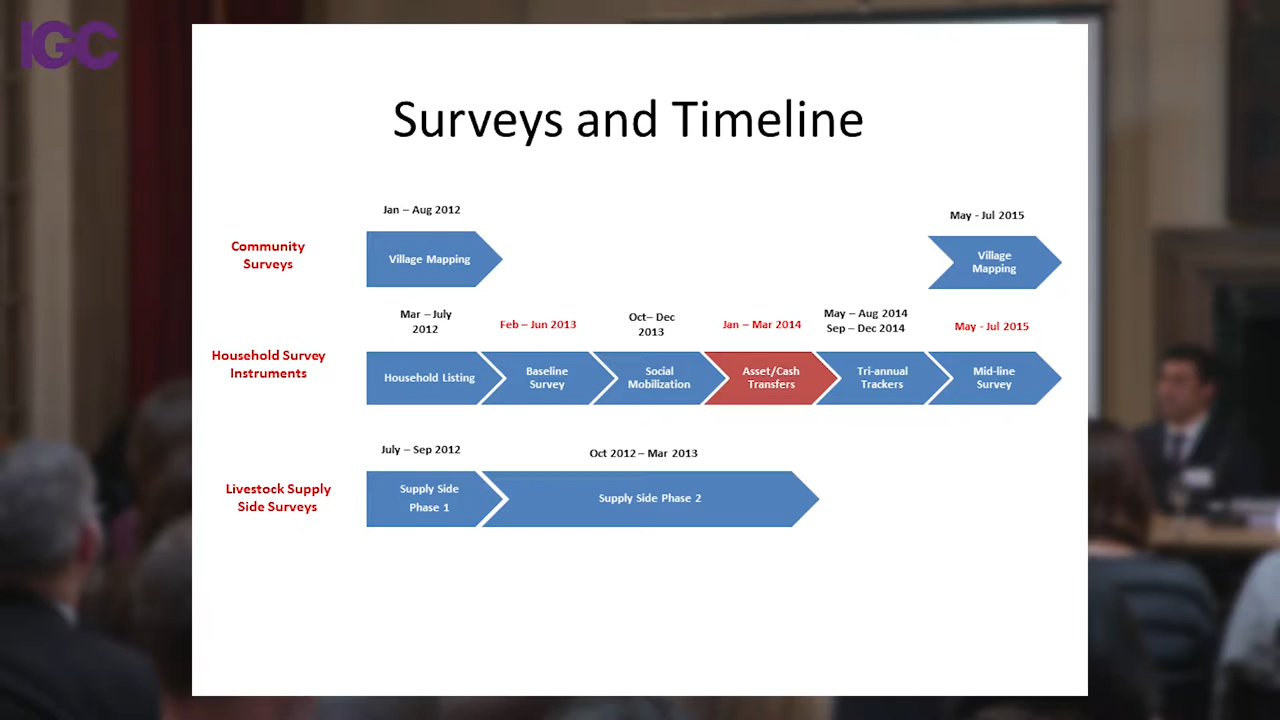 IGC
Surveys and Timeline
Jan – Aug 2012
May - Jul 2015
Community
Surveys
Village Mapping
Village
Mapping
Mar – July
2012
Feb – Jun 2013
Oct– Dec
2013
Jan – Mar 2014
May – Aug 2014
Sep – Dec 2014
May - Jul 2015
Household Survey
Instruments
Household Listing
Baseline
Survey
Social
Mobilization
Asset/Cash
Transfers
Tri-annual
Trackers
Mid-line
Survey
July – Sep 2012
Oct 2012 – Mar 2013
Livestock Supply
Side Surveys
Supply Side
Phase 1
Supply Side Phase 2